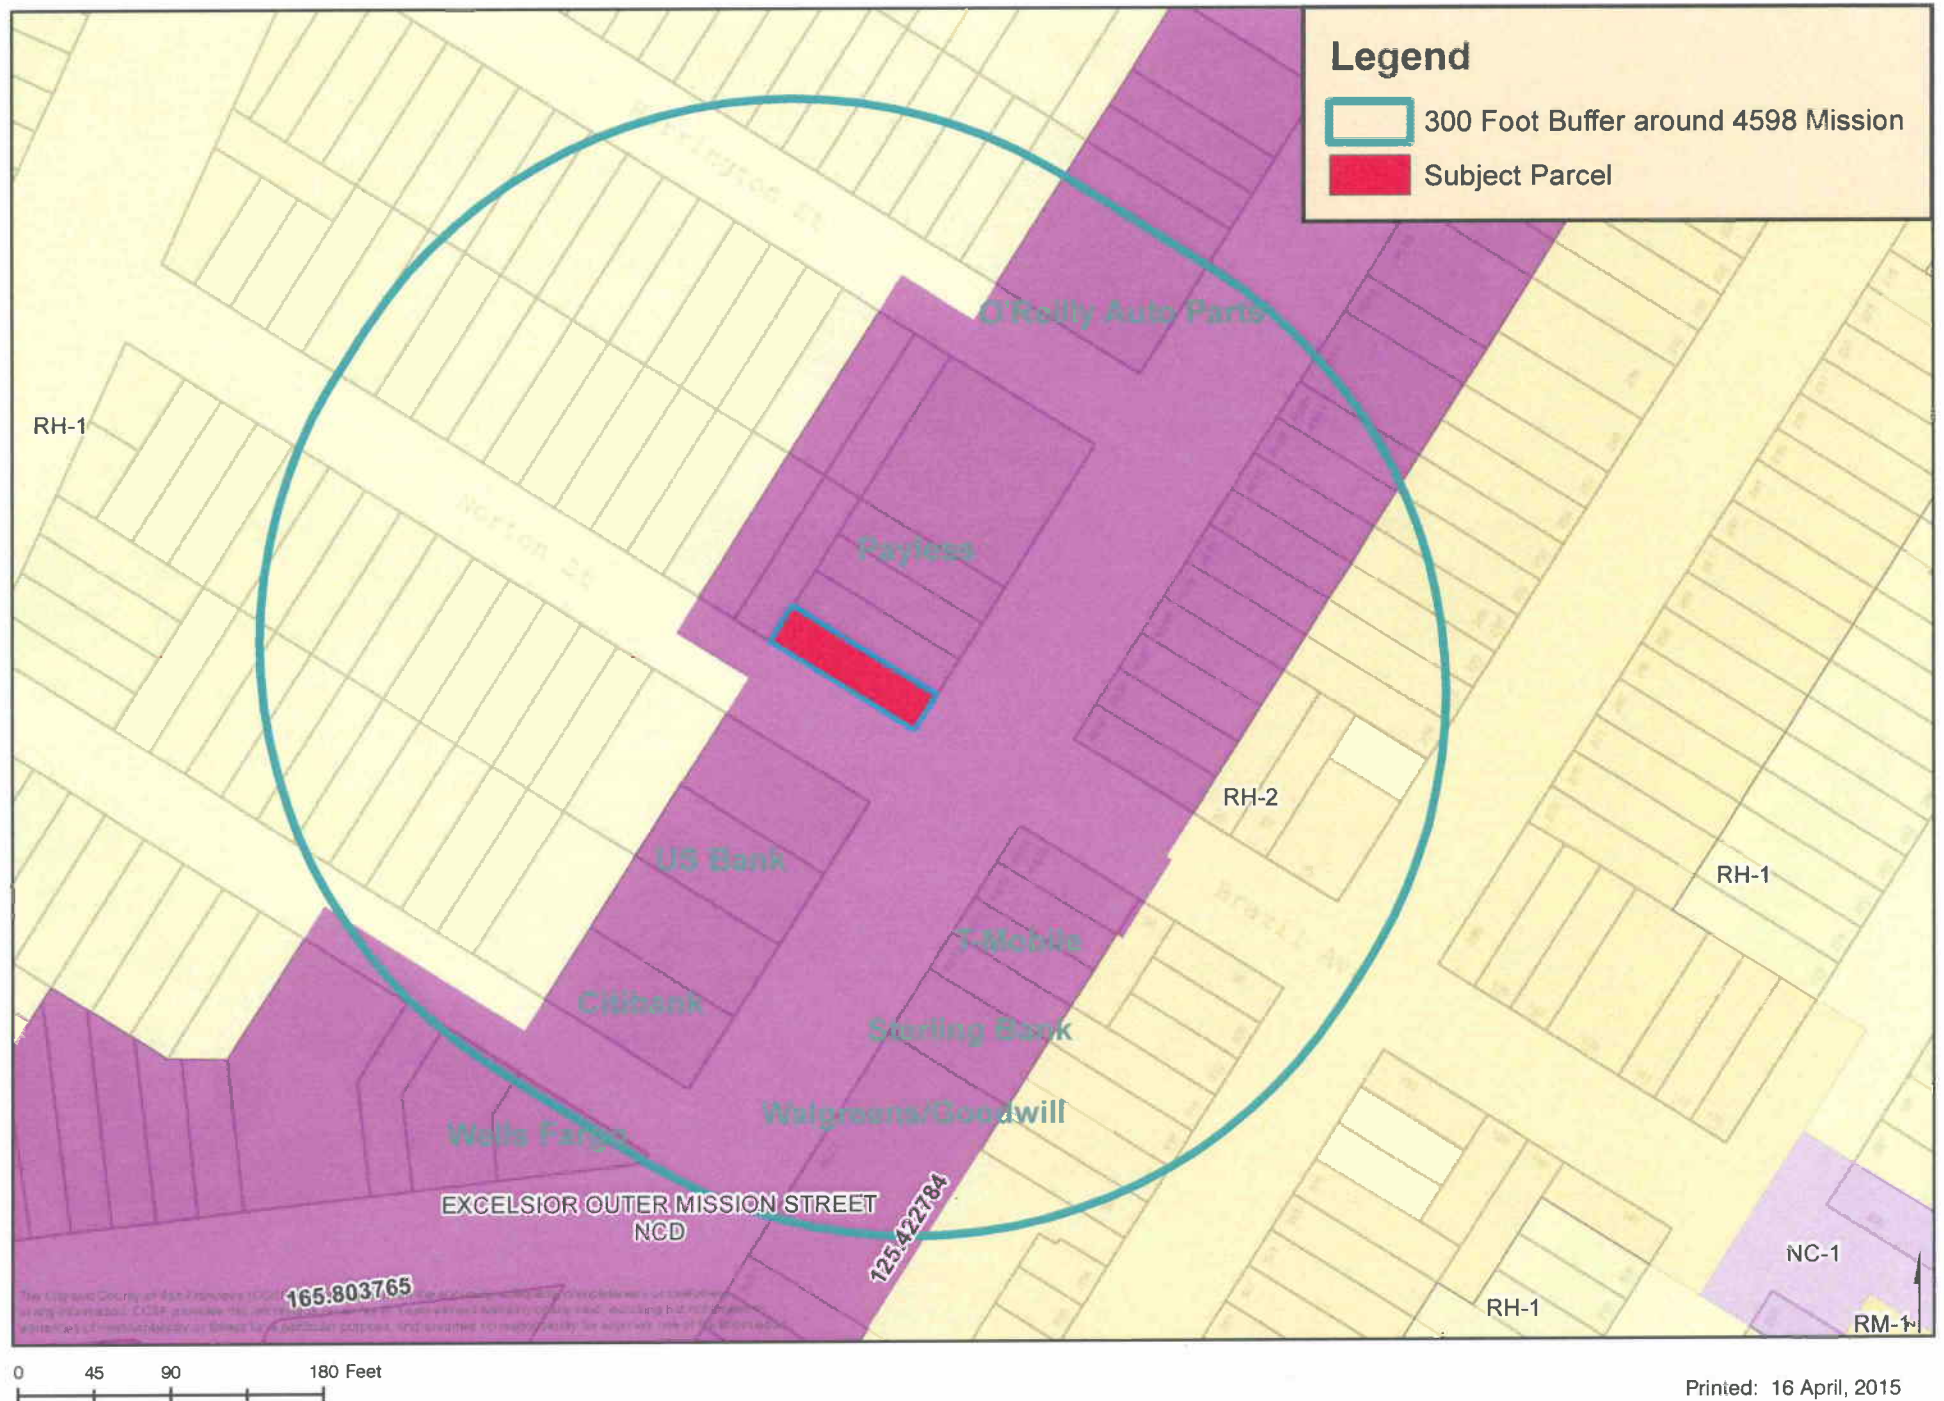 Legend
300 Foot Buffer around 4598 Mission
Subject Parcel
O'Reilly Auto Parts
RH-1
Norton St
Payless
RH-2
US Bank
RH-1
Brazil Av
T-Mobile
Citibank
Sterling Bank
Walgreens/Goodwill
Wells Fargo
EXCELSIOR OUTER MISSION STREET
NCD
125.422784
NC-1
165.803765
RH-1
RM-1
0 45 90 180 Feet
Printed: 16 April, 2015